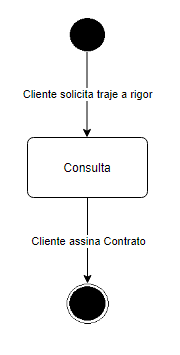 Cliente solicita traje a rigor
Consulta
Cliente assina Contrato